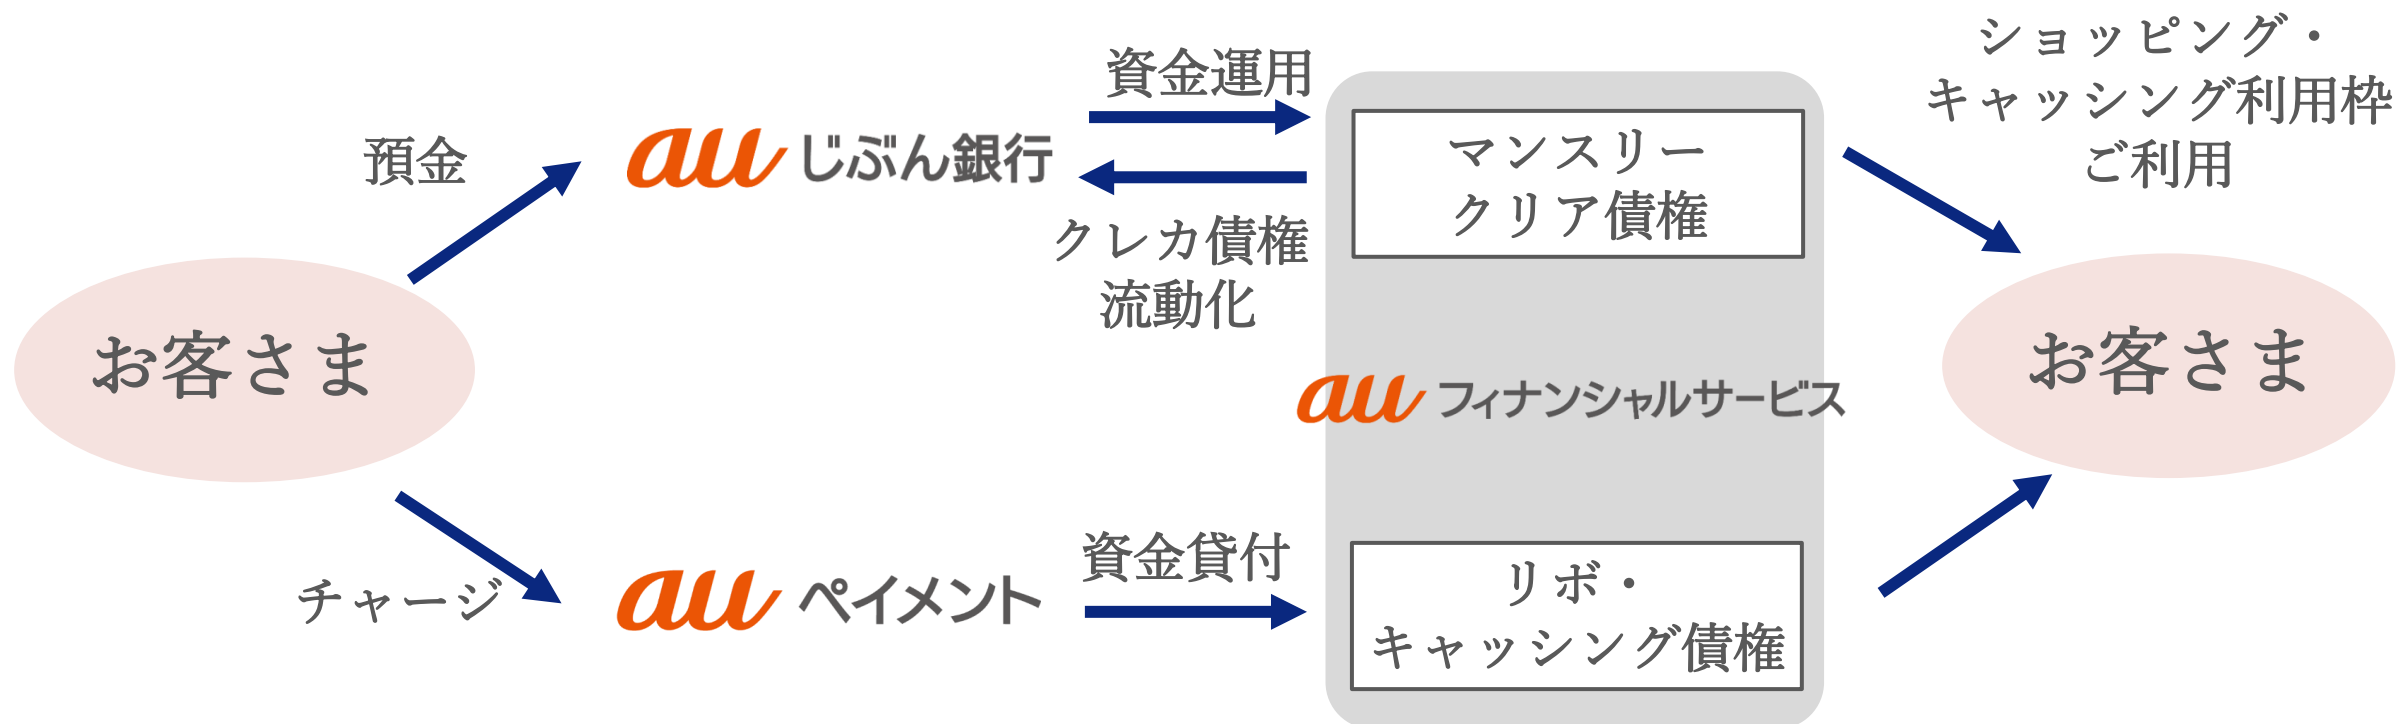 預金
お客さま
チャージ
au じぶん銀行
au ペイメント
資金運用
クレカ債権
流動化
資金貸付
マンスリー
クリア債権
au フィナンシャルサービス
リボ・
キャッシング債権
ショッピング・
キャッシング利用枠
ご利用
お客さま